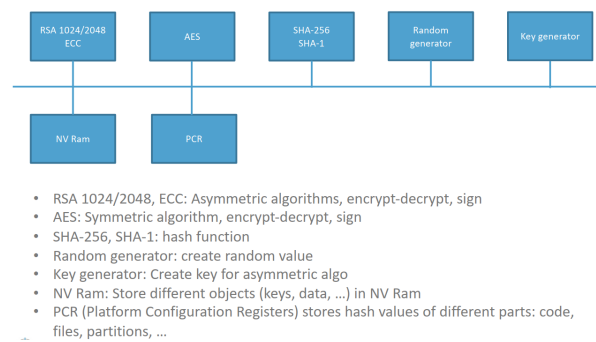 RSA 1024/2048
ECC
AES
SHA-256
SHA-1
Random
generator
Key generator
NV Ram
PCR
• RSA 1024/2048, ECC: Asymmetric algorithms, encrypt-decrypt, sign
• AES: Symmetric algorithm, encrypt-decrypt, sign
• SHA-256, SHA-1: hash function
• Random generator: create random value
• Key generator: Create key for asymmetric algo
• NV Ram: Store different objects (keys, data, …) in NV Ram
• PCR (Platform Configuration Registers) stores hash values of different parts: code,
files, partitions, …